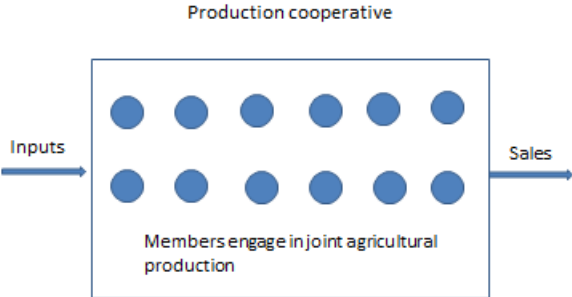 Production cooperative
Inputs
Sales
Members engage in joint agricultural
production